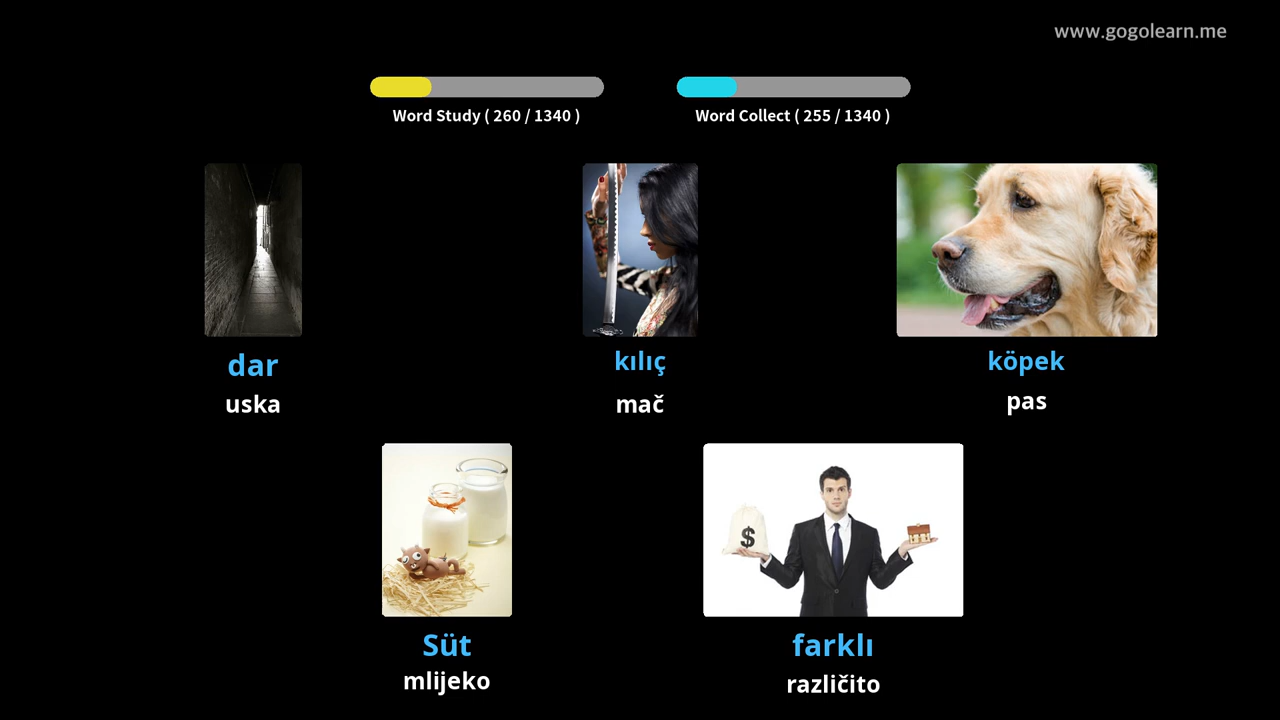 www.gogolearn.me
Word Study ( 260 / 1340 )
Word Collect ( 255 / 1340 )
dar
uska
kılıç
mač
köpek
pas
$
Süt
mlijeko
farklı
različito